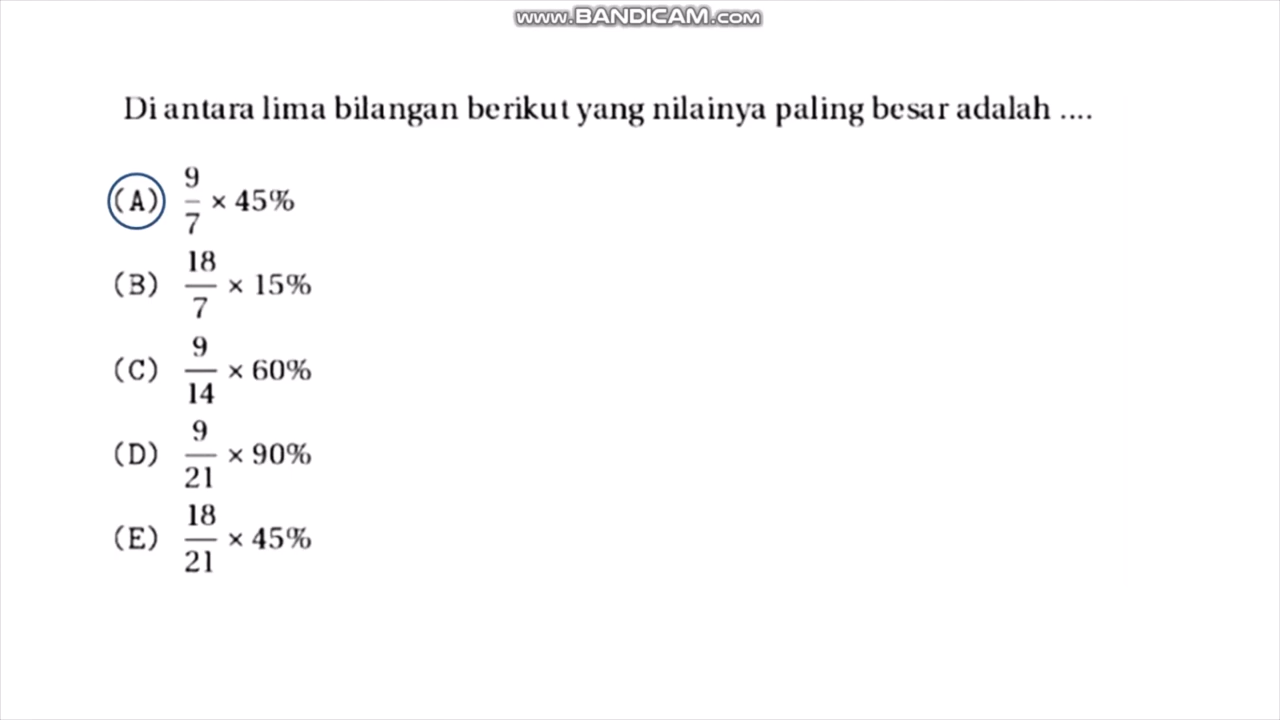 www.BANDICAM.com
Di antara lima bilangan berikut yang nilainya paling besar adalah ....
(A) 9/7 × 45%
(B) 18/7 × 15%
(C) 9/14 × 60%
(D) 9/21 × 90%
(E) 18/21 × 45%